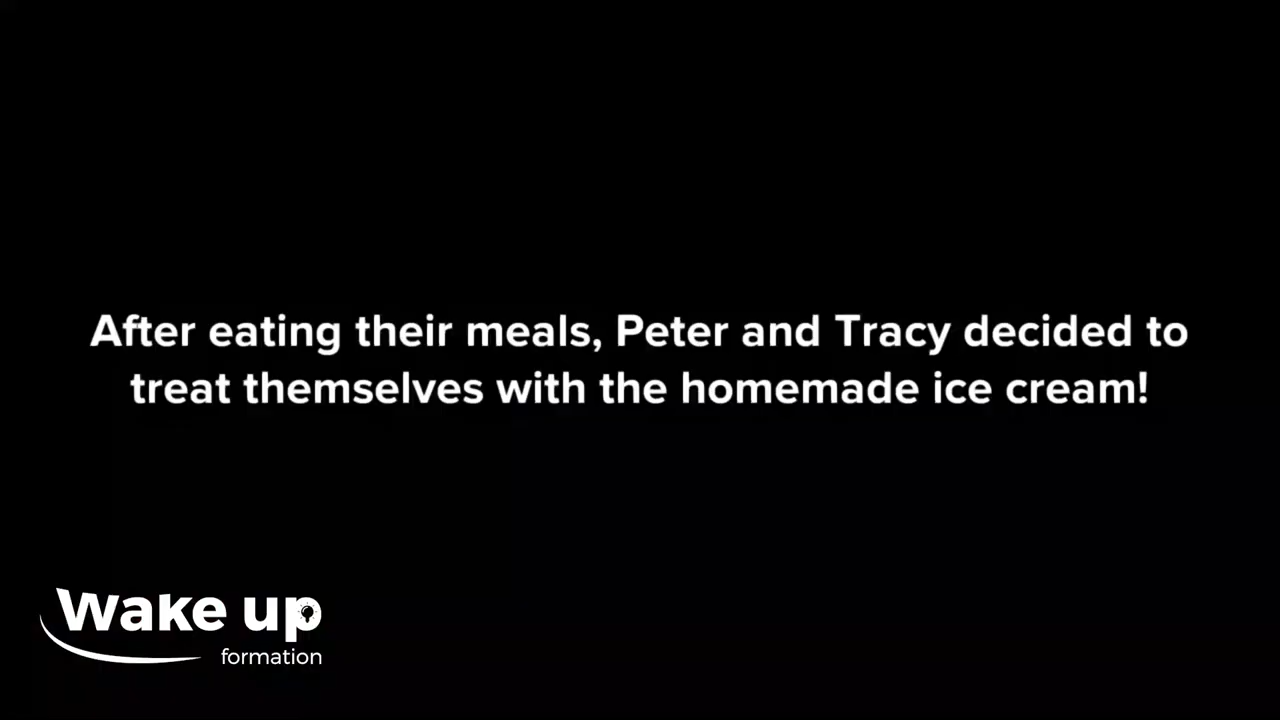 After eating their meals, Peter and Tracy decided to
treat themselves with the homemade ice cream!
Wake up
formation